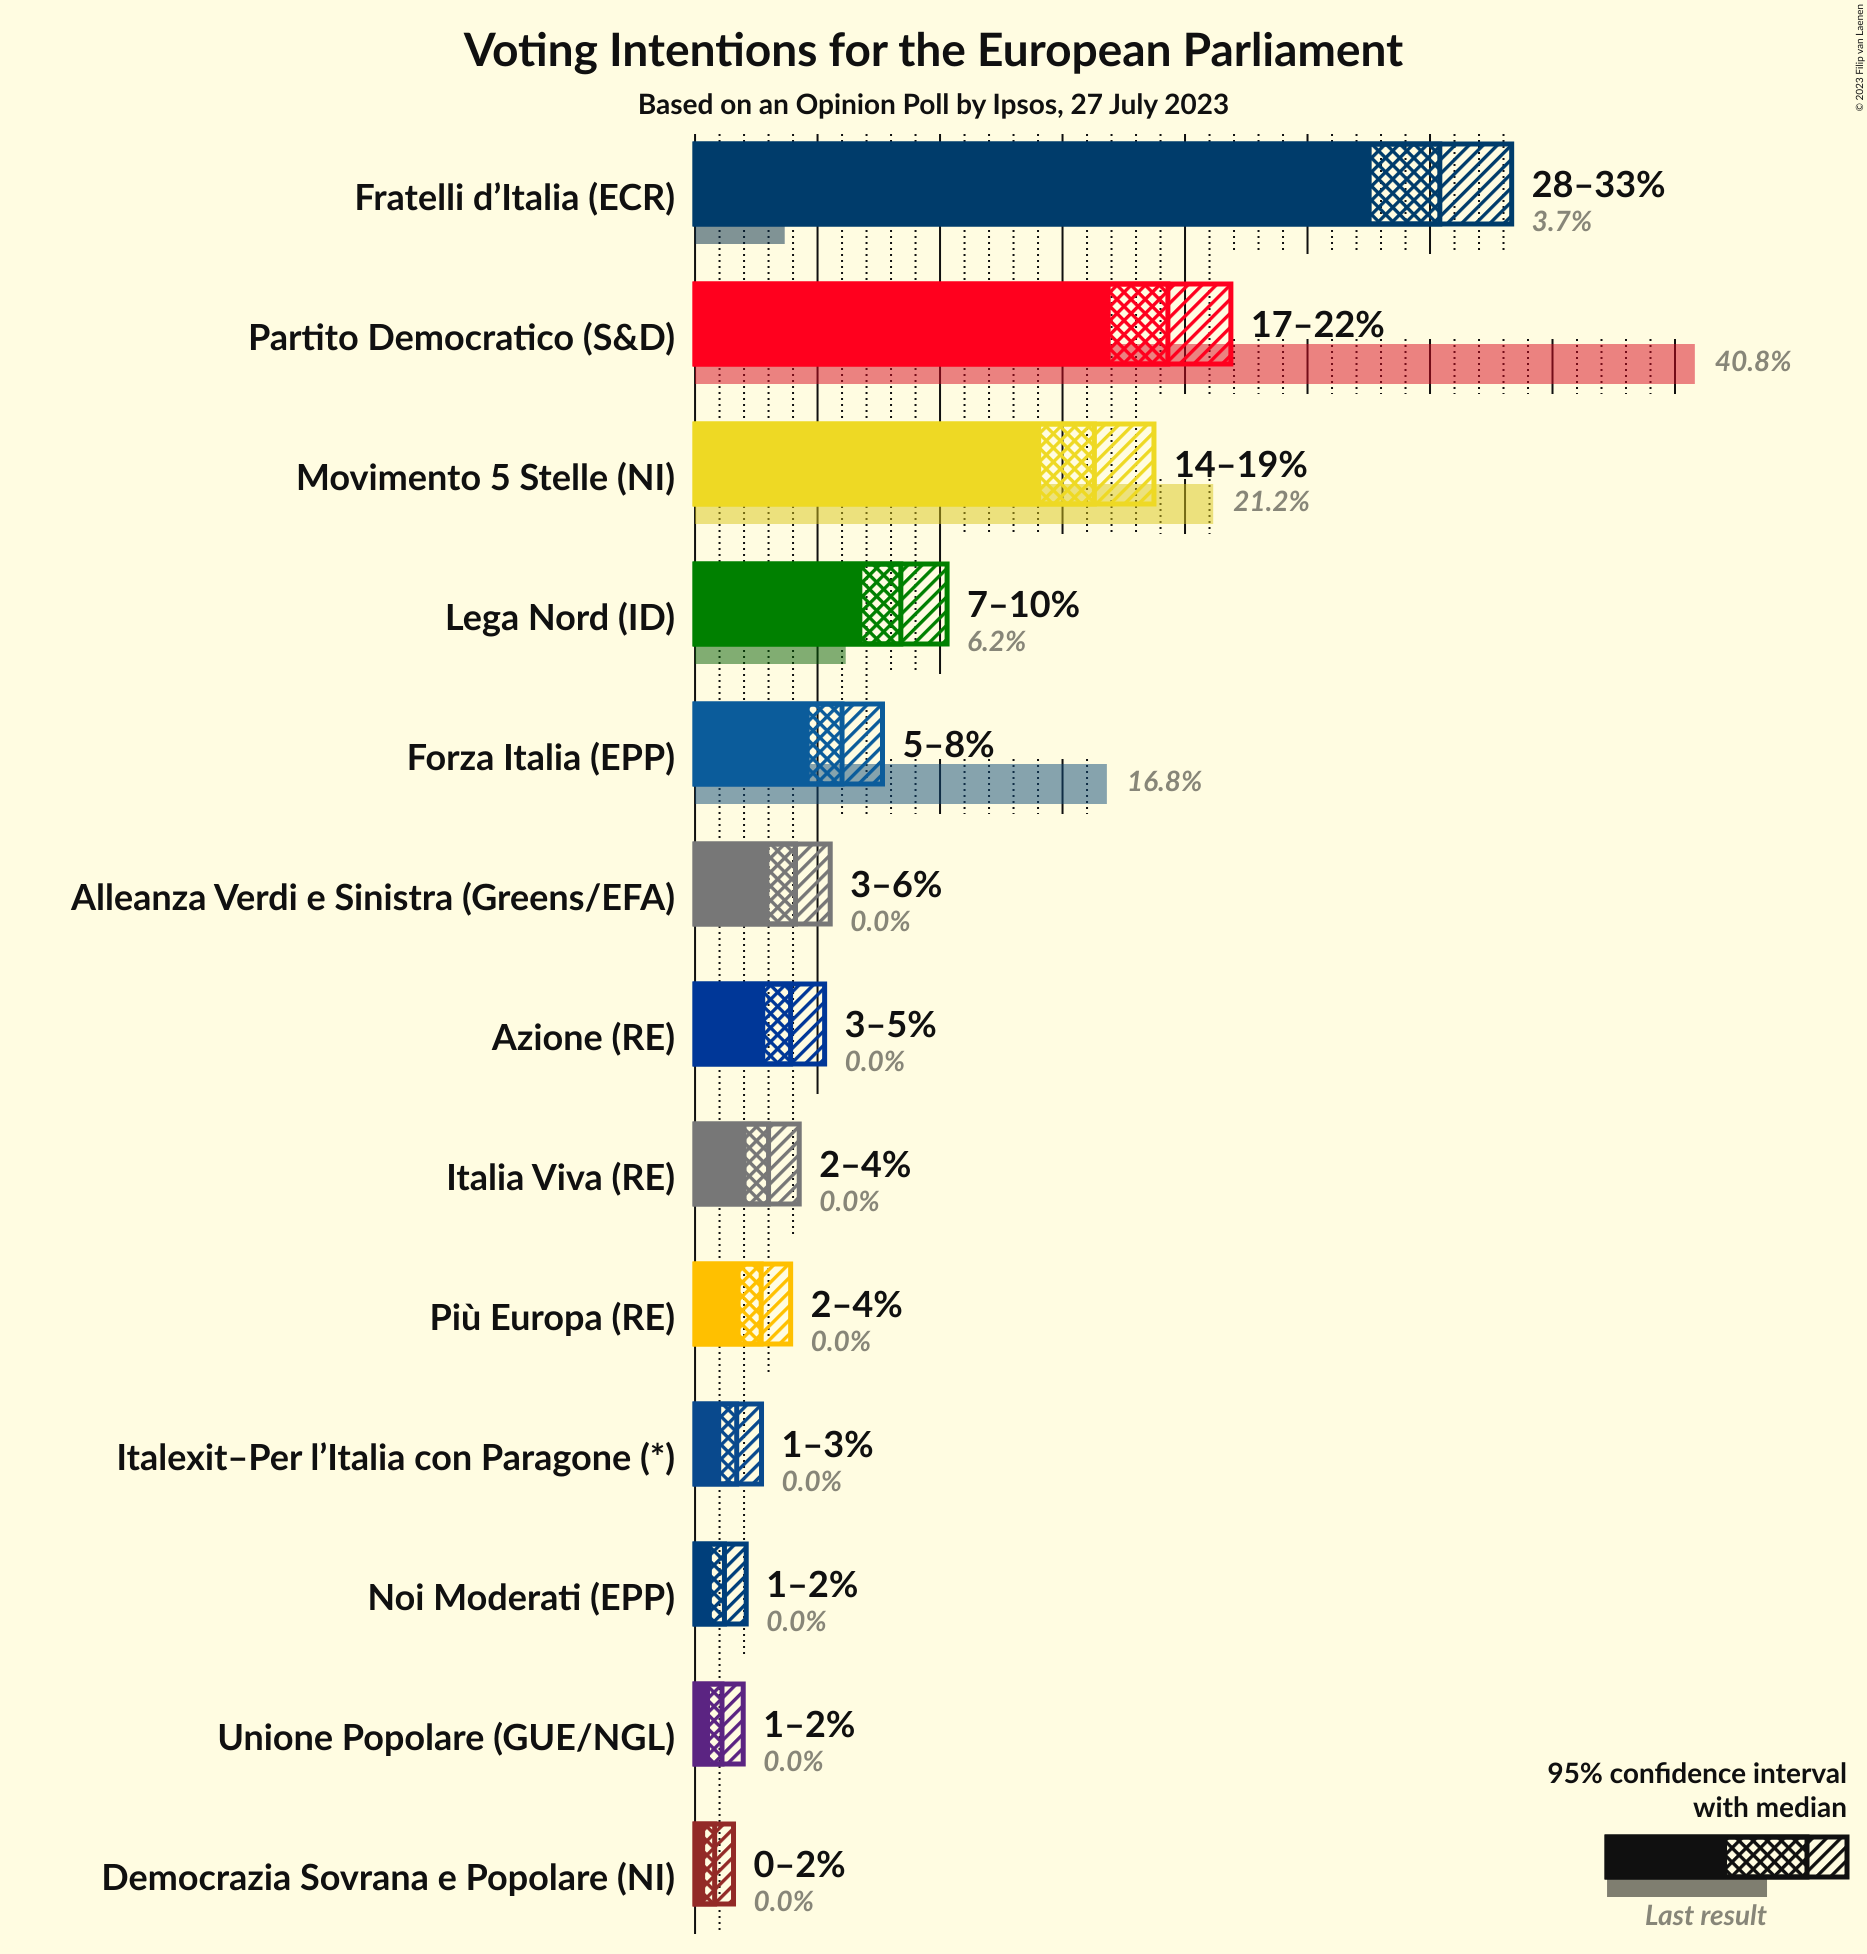 Voting Intentions for the European Parliament
Based on an Opinion Poll by Ipsos, 27 July 2023
© 2023 Filip van Laenen
Fratelli d’Italia (ECR)
28–33%
3.7%
Partito Democratico (S&D)
17–22%
40.8%
Movimento 5 Stelle (NI)
14–19%
21.2%
Lega Nord (ID)
7–10%
6.2%
Forza Italia (EPP)
5–8%
16.8%
Alleanza Verdi e Sinistra (Greens/EFA)
3–6%
0.0%
Azione (RE)
3–5%
0.0%
Italia Viva (RE)
2–4%
0.0%
Più Europa (RE)
2–4%
0.0%
Italexit–Per l’Italia con Paragone (*)
1–3%
0.0%
Noi Moderati (EPP)
1–2%
0.0%
Unione Popolare (GUE/NGL)
1–2%
0.0%
Democrazia Sovrana e Popolare (NI)
0–2%
0.0%
95% confidence interval
with median
Last result